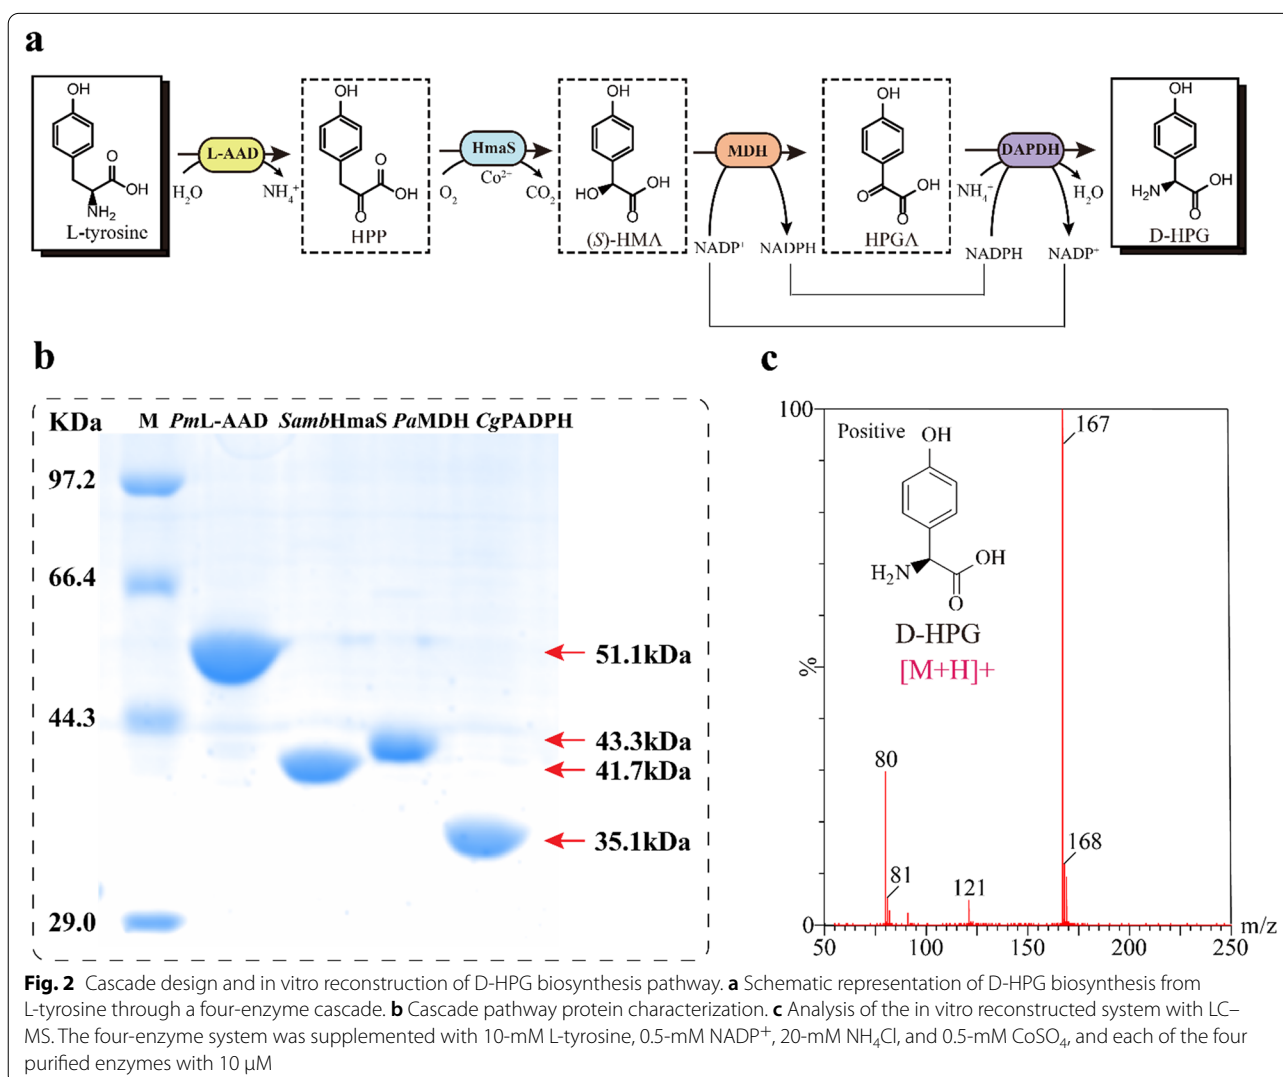 a
OH
O
OH
NH₂
L-tyrosine
L-AAD
H₂O
NH₄⁺
OH
OH
O
O
HPP
HmaS
Co²⁻
O₂
CO₂
OH
HO
OH
O
(S)-HMA
MDH
NADP⁺
NADPH
OH
OH
O
O
HPGA
DAPDH
NH₄⁻
H₂O
NADPH
NADP⁺
OH
H₂N
OH
O
D-HPG
b
KDa M PmL-AAD SambHmaS PaMDH CgPADPH
97.2
66.4
44.3
29.0
51.1kDa
43.3kDa
41.7kDa
35.1kDa
c
100
%
0
Positive
OH
H₂N
OH
O
D-HPG
[M+H]+
167
80
81
121
168
50 100 150 200 250
m/z
Fig. 2 Cascade design and in vitro reconstruction of D-HPG biosynthesis pathway. a Schematic representation of D-HPG biosynthesis from
L-tyrosine through a four-enzyme cascade. b Cascade pathway protein characterization. c Analysis of the in vitro reconstructed system with LC–
MS. The four-enzyme system was supplemented with 10-mM L-tyrosine, 0.5-mM NADP⁺, 20-mM NH₄Cl, and 0.5-mM CoSO₄, and each of the four
purified enzymes with 10 μM